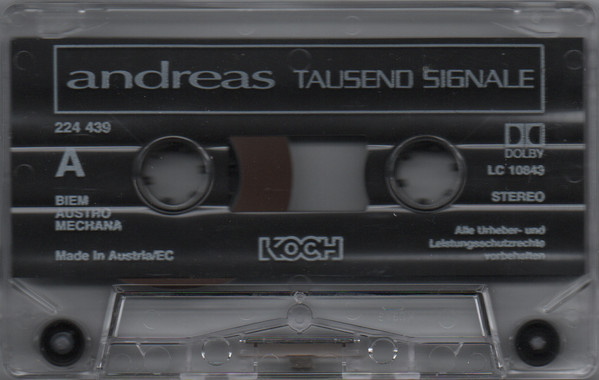 andreas TAUSEND SIGNALE
224 439
A
DOLBY
LC 10843
BIEM
AUSTRO
MECHANA
STEREO
Made In Austria/EC
KOCH
Alle Urheber- und
Leistungsschutzrechte
vorbehalten